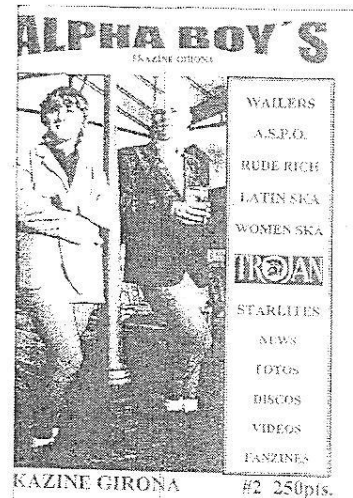 ALPHA BOY´S
SKAZINE GIRONA
WAILERS
A.S.P.O.
RUDE RICH
LATIN SKA
WOMEN SKA
TROJAN
STARLITES
NEWS
FOTOS
DISCOS
VIDEOS
FANZINES
KAZINE GIRONA
#2 250pts.